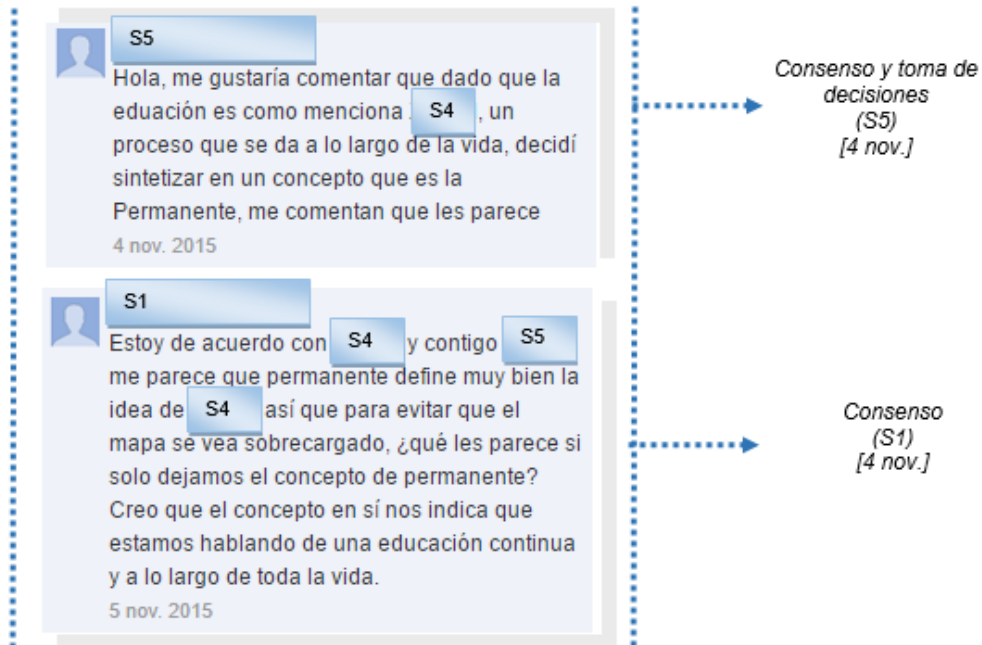 S5
Hola, me gustaría comentar que dado que la
eduación es como menciona S4 , un
proceso que se da a lo largo de la vida, decidí
sintetizar en un concepto que es la
Permanente, me comentan que les parece
4 nov. 2015
Consenso y toma de
decisiones
(S5)
[4 nov.]
S1
Estoy de acuerdo con S4 y contigo S5
me parece que permanente define muy bien la
idea de S4 así que para evitar que el
mapa se vea sobrecargado, ¿qué les parece si
solo dejamos el concepto de permanente?
Creo que el concepto en sí nos indica que
estamos hablando de una educación continua
y a lo largo de toda la vida.
5 nov. 2015
Consenso
(S1)
[4 nov.]